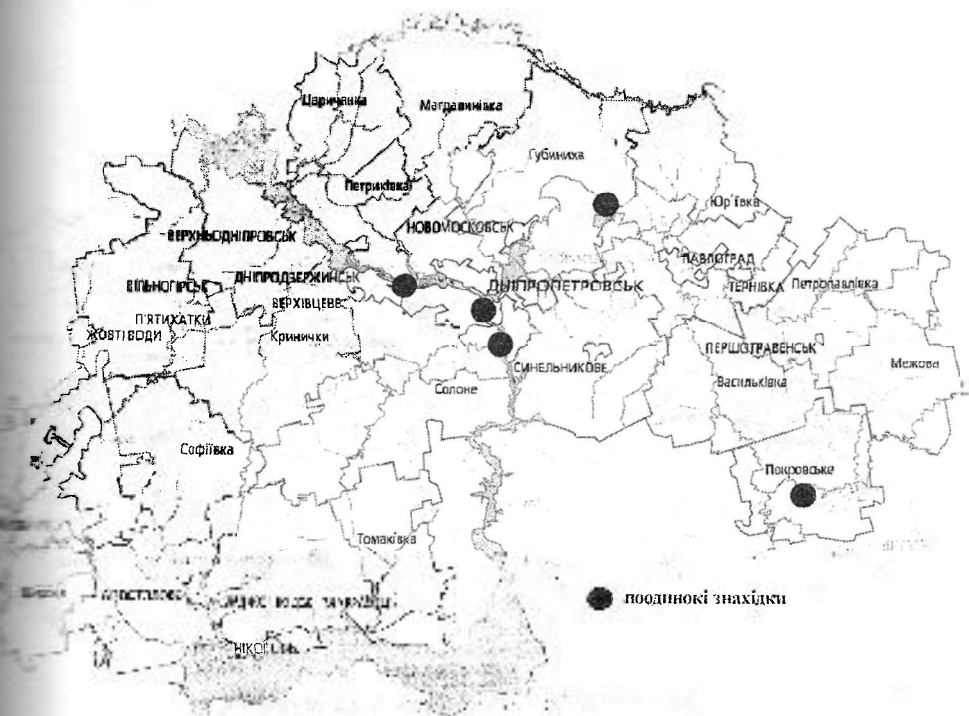 Царичанка
Магдалинівка
Губиниха
Петриківка
Юр'ївка
НОВОМОСКОВСЬК
ВЕРХНЬОДНІПРОВСЬК
ПАВЛОГРАД
ДНІПРОДЗЕРЖИНСЬК
ДНІПРОПЕТРОВСЬК
ТЕРНІВКА
Петропавлівка
ВІЛЬНОГІРСЬК
ВЕРХІВЦЕВЕ
П'ЯТИХАТКИ
ЖОВТІ ВОДИ
Кринички
ПЕРШОТРАВЕНСЬК
Межова
СИНЕЛЬНИКОВЕ
Васильківка
Солоне
Софіївка
Покровське
Томаківка
поодинокі знахідки